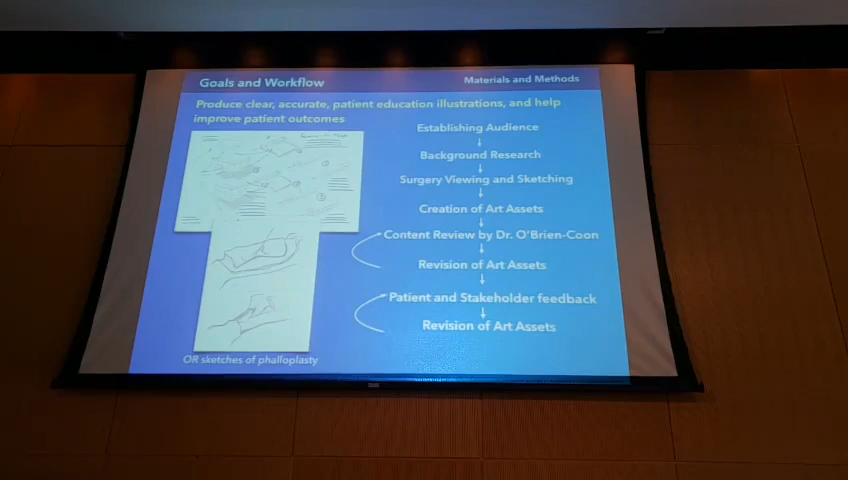 Goals and Workflow
Materials and Methods
Produce clear, accurate, patient education illustrations, and help
improve patient outcomes
Establishing Audience
Background Research
Surgery Viewing and Sketching
Creation of Art Assets
Content Review by Dr. O'Brien-Coon
Revision of Art Assets
Patient and Stakeholder feedback
Revision of Art Assets
OR sketches of phalloplasty